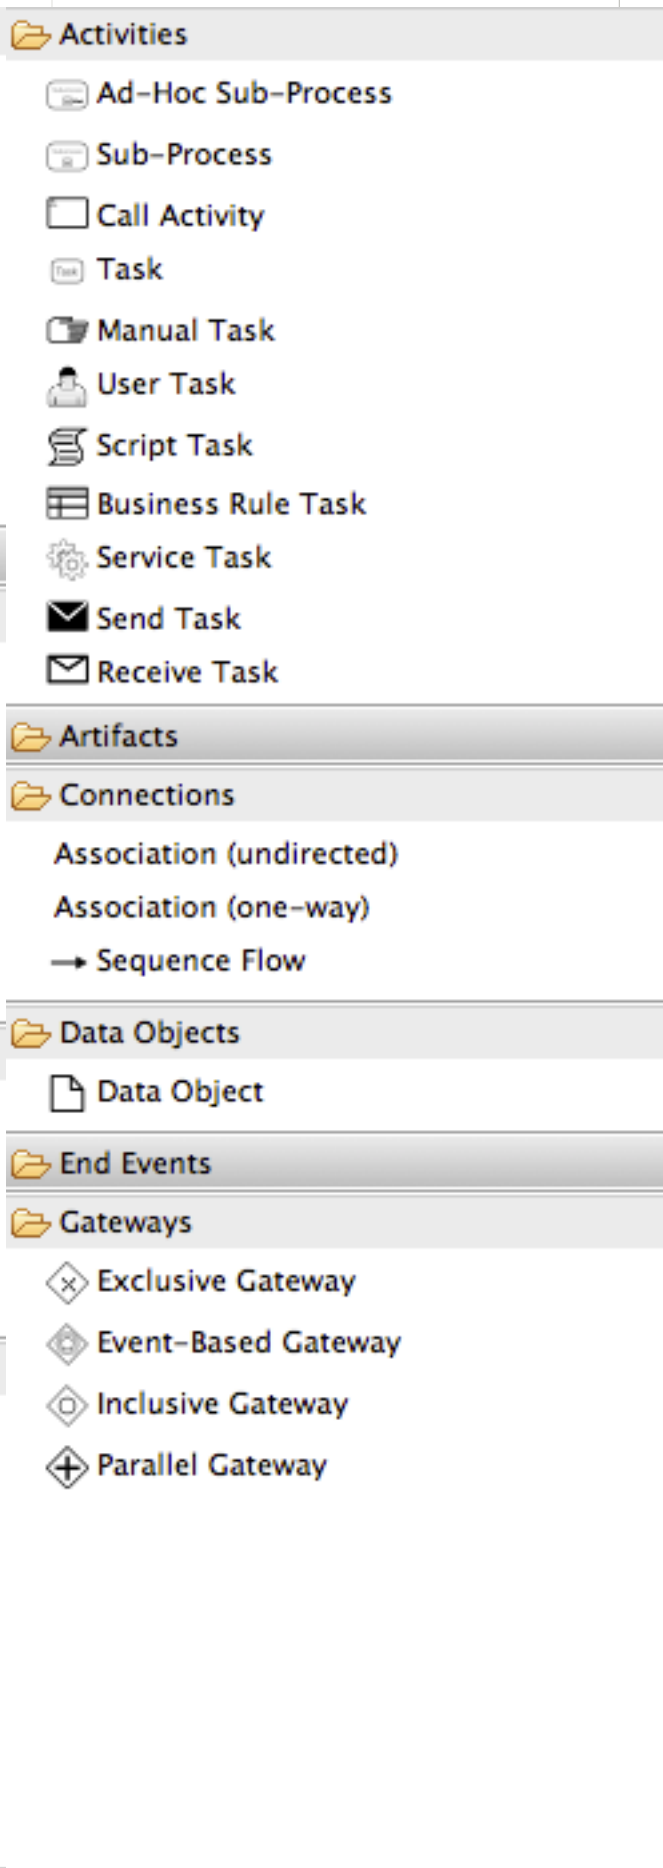 Activities
Ad-Hoc Sub-Process
Sub-Process
Call Activity
Task
Manual Task
User Task
Script Task
Business Rule Task
Service Task
Send Task
Receive Task
Artifacts
Connections
Association (undirected)
Association (one-way)
Sequence Flow
Data Objects
Data Object
End Events
Gateways
Exclusive Gateway
Event-Based Gateway
Inclusive Gateway
Parallel Gateway